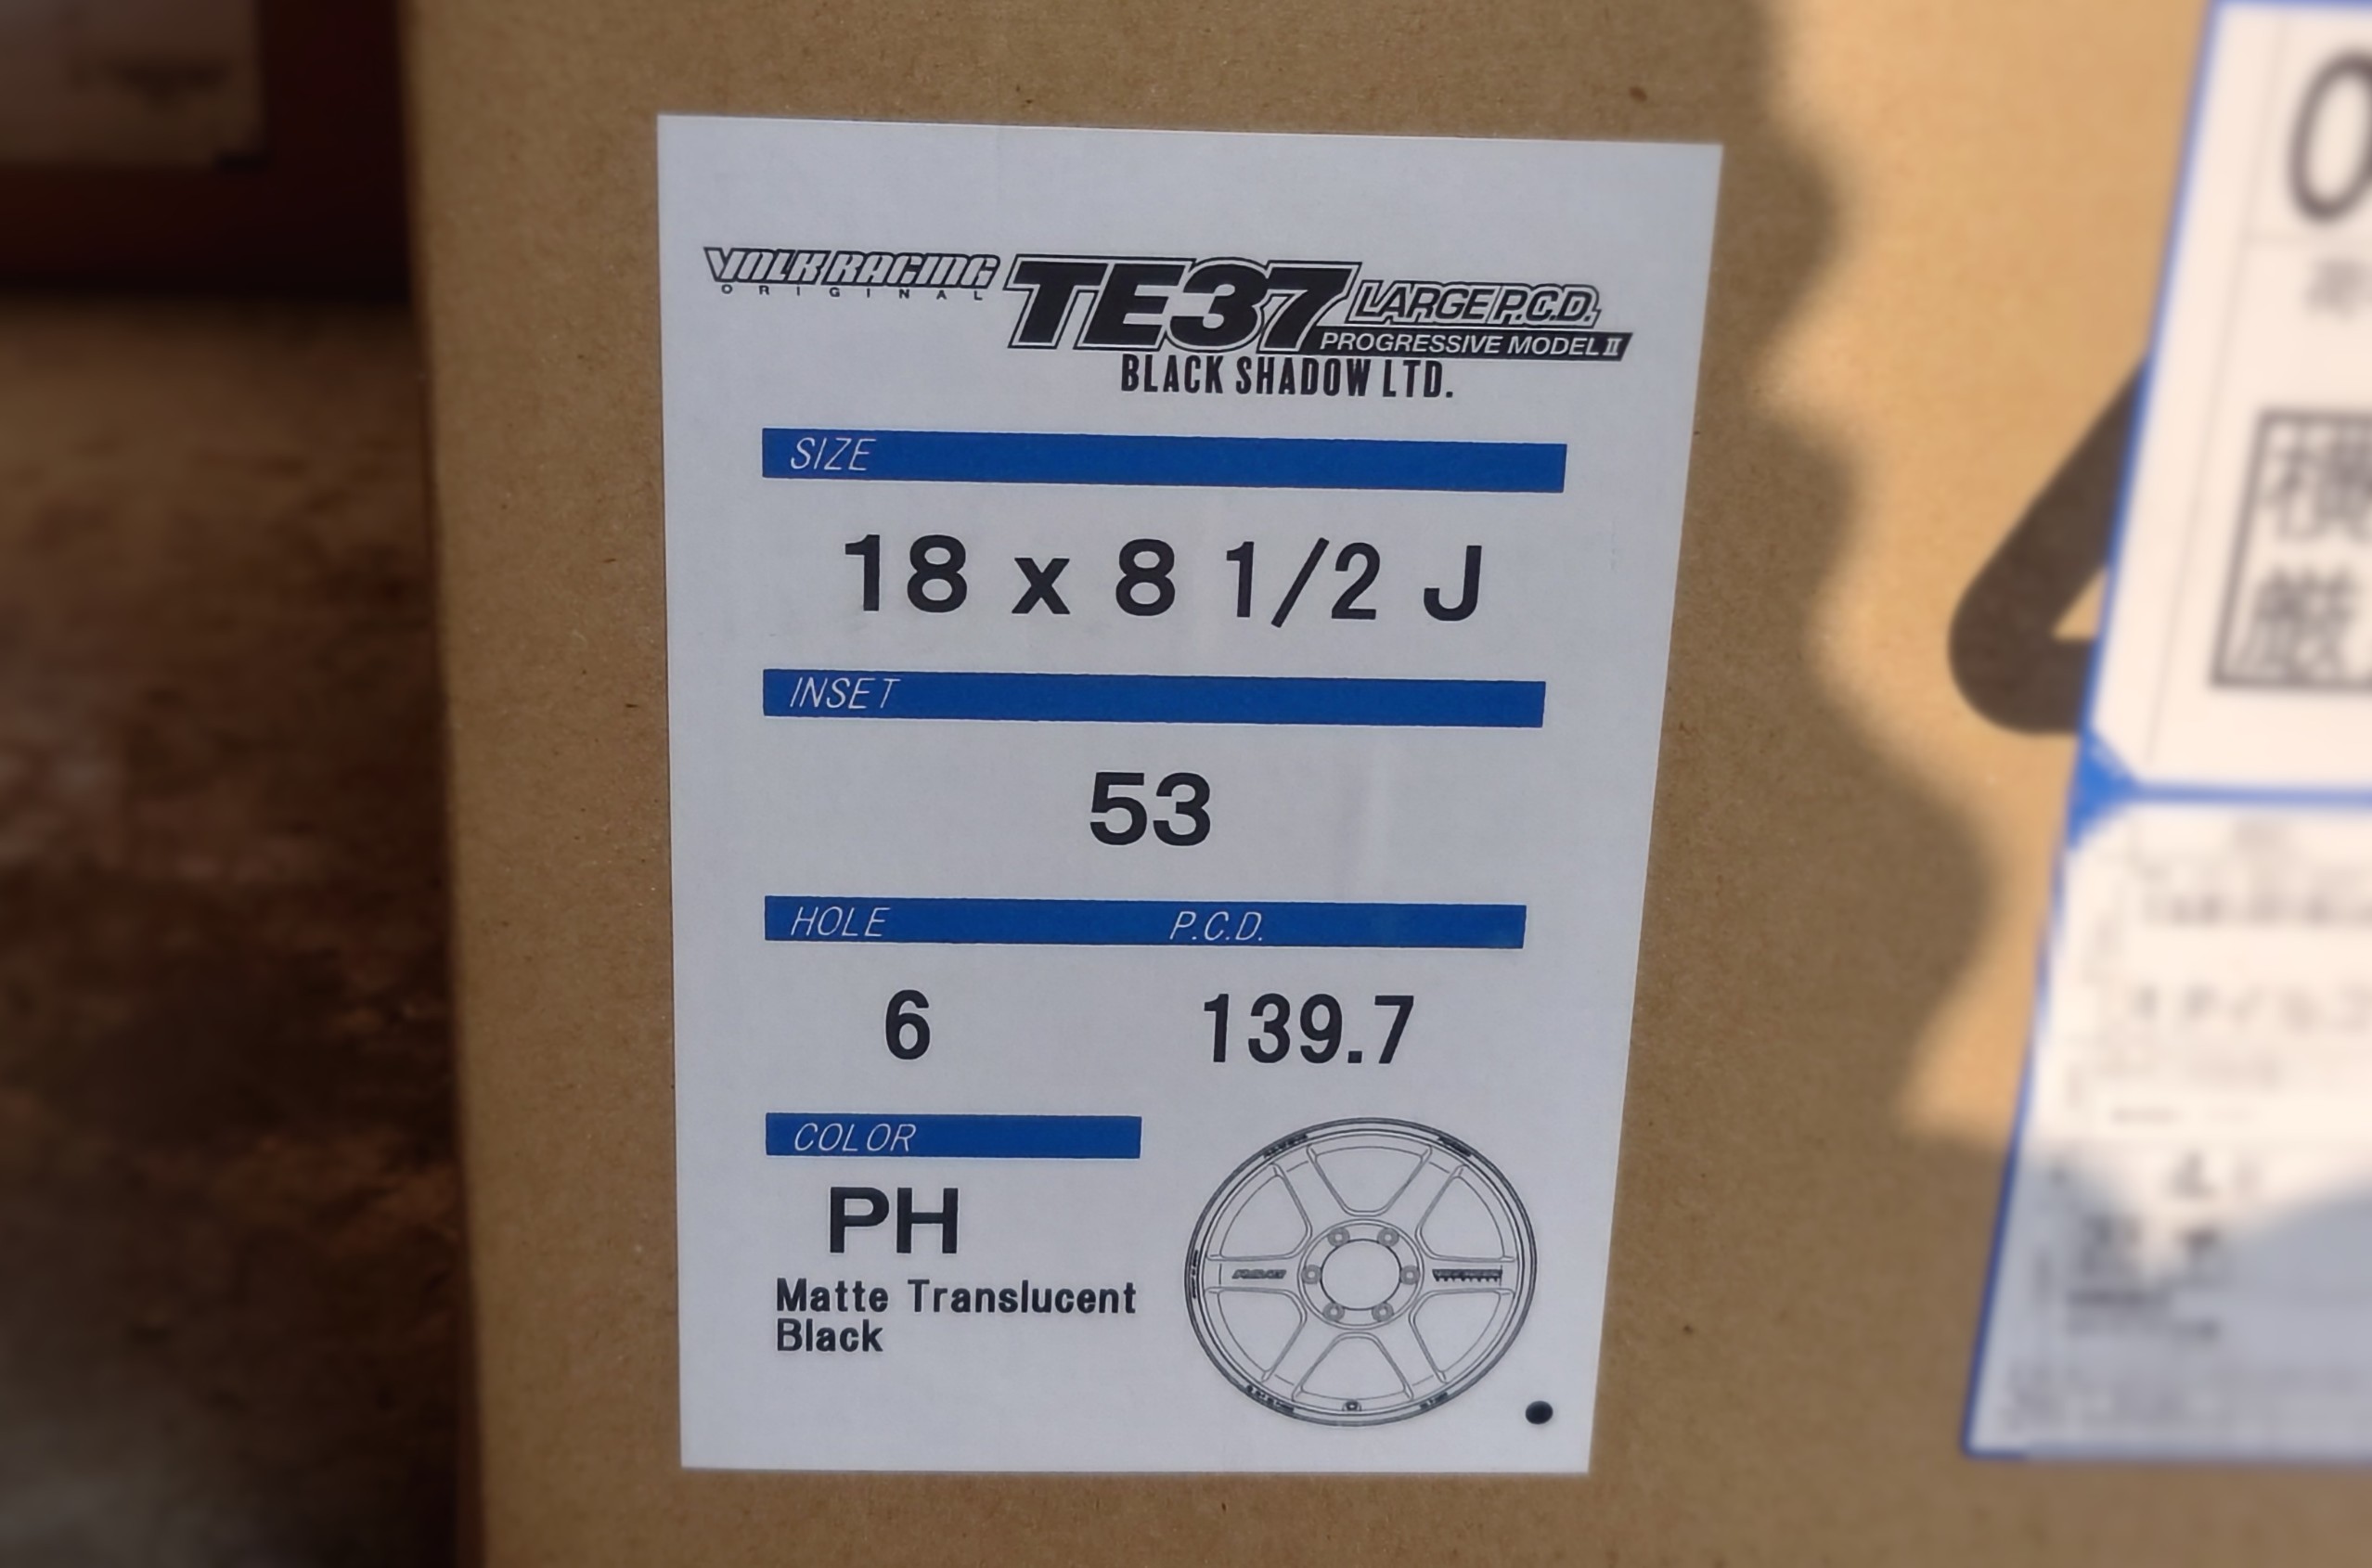 VOLK RACING
ORIGINAL
TE37
LARGE P.C.D.
PROGRESSIVE MODEL II
BLACK SHADOW LTD.
SIZE
18 x 8 1/2 J
INSET
53
HOLE P.C.D.
6 139.7
COLOR
PH
Matte Translucent
Black